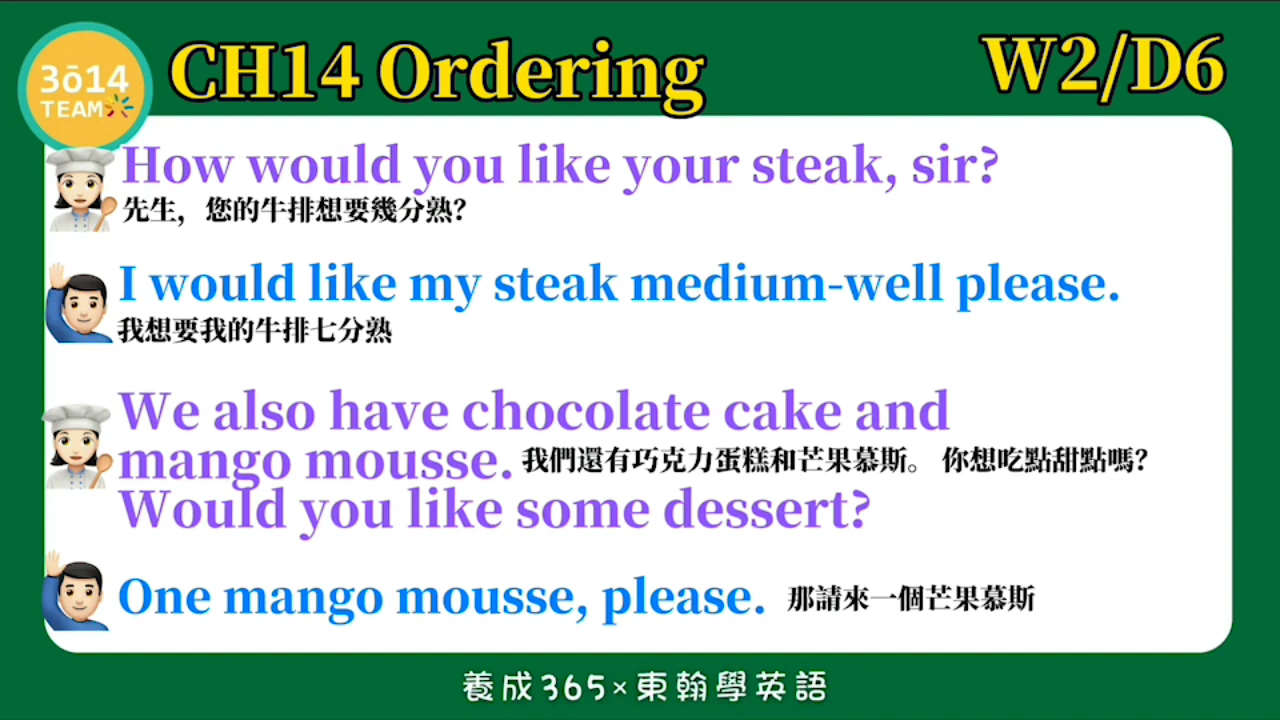 3ō14
TEAM
CH14 Ordering
W2/D6
How would you like your steak, sir?
先生，您的牛排想要幾分熟？
I would like my steak medium-well please.
我想要我的牛排七分熟
We also have chocolate cake and
mango mousse.
我們還有巧克力蛋糕和芒果慕斯。你想吃點甜點嗎？
Would you like some dessert?
One mango mousse, please.
那請來一個芒果慕斯
養成365×東翰學英語